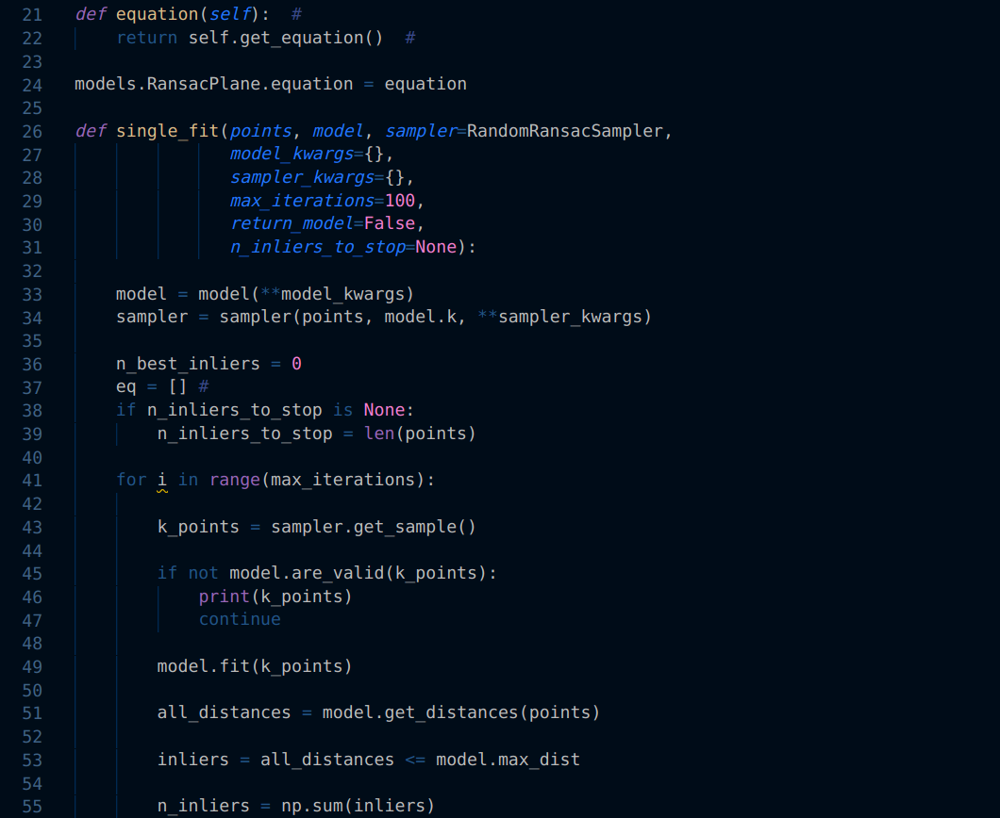 21 def equation(self):  #
22     return self.get_equation()  #
23
24 models.RansacPlane.equation = equation
25
26 def single_fit(points, model, sampler=RandomRansacSampler,
27                model_kwargs={},
28                sampler_kwargs={},
29                max_iterations=100,
30                return_model=False,
31                n_inliers_to_stop=None):
32
33     model = model(**model_kwargs)
34     sampler = sampler(points, model.k, **sampler_kwargs)
35
36     n_best_inliers = 0
37     eq = [] #
38     if n_inliers_to_stop is None:
39         n_inliers_to_stop = len(points)
40
41     for i in range(max_iterations):
42
43         k_points = sampler.get_sample()
44
45         if not model.are_valid(k_points):
46             print(k_points)
47             continue
48
49         model.fit(k_points)
50
51         all_distances = model.get_distances(points)
52
53         inliers = all_distances <= model.max_dist
54
55         n_inliers = np.sum(inliers)